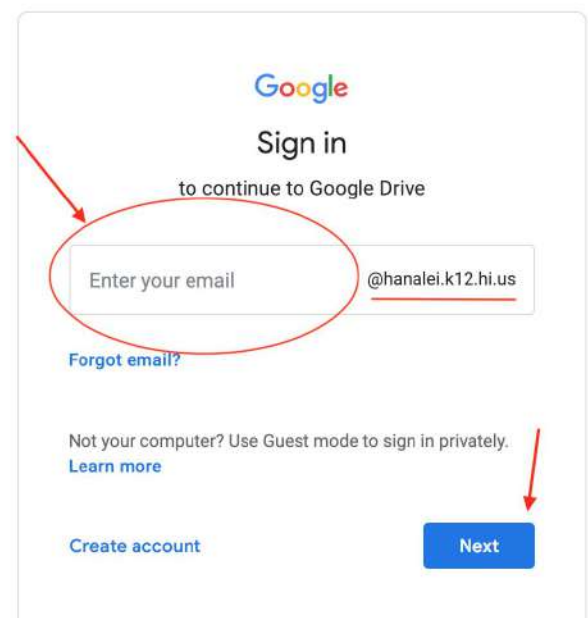 Google
Sign in
to continue to Google Drive
Enter your email @hanalei.k12.hi.us
Forgot email?
Not your computer? Use Guest mode to sign in privately.
Learn more
Create account Next